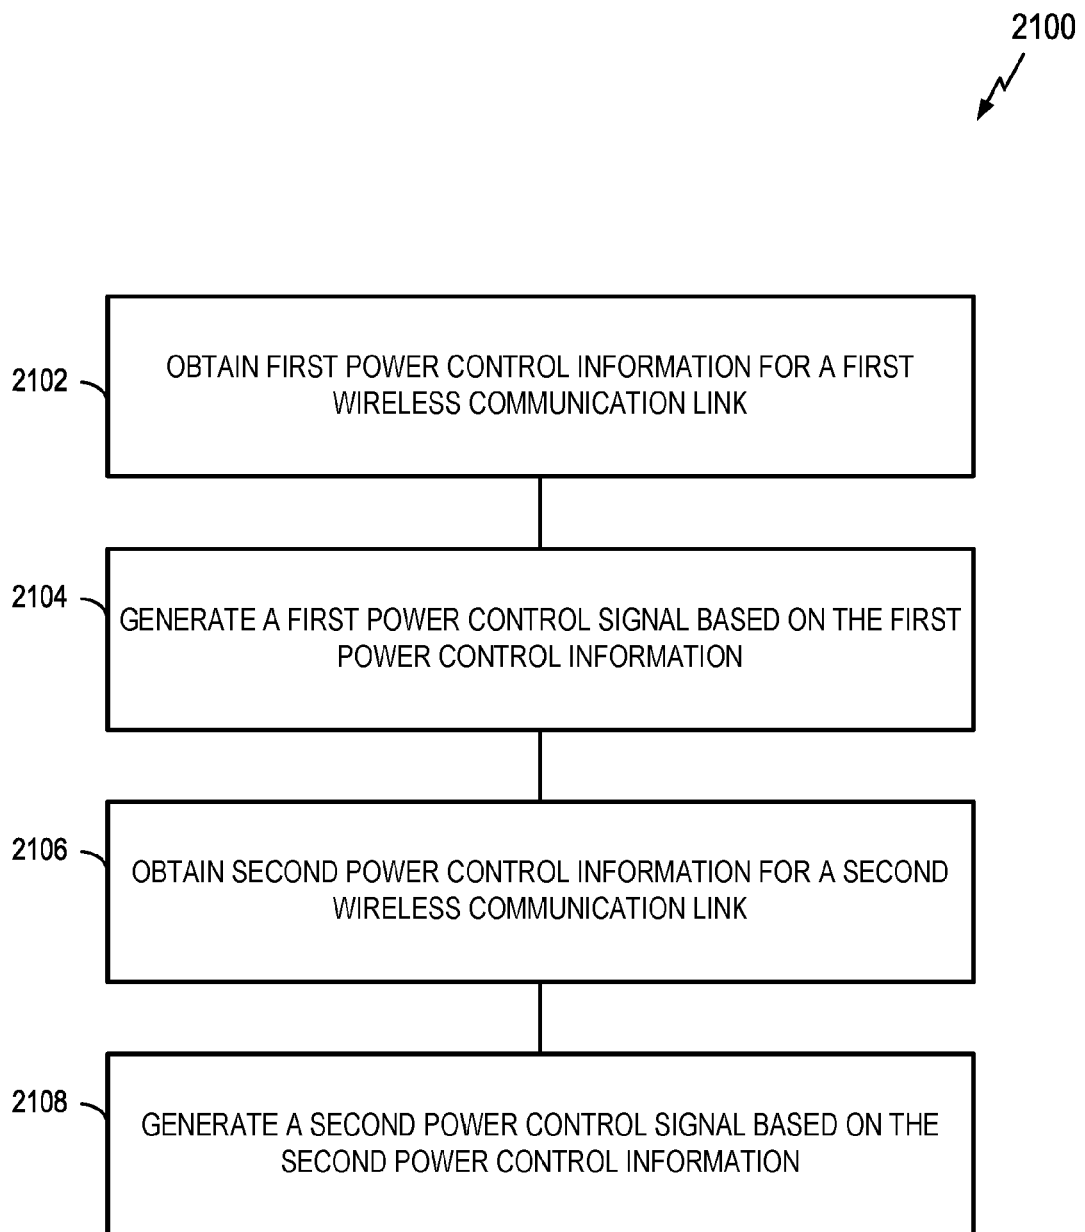 2100
2102
OBTAIN FIRST POWER CONTROL INFORMATION FOR A FIRST
WIRELESS COMMUNICATION LINK
2104
GENERATE A FIRST POWER CONTROL SIGNAL BASED ON THE FIRST
POWER CONTROL INFORMATION
2106
OBTAIN SECOND POWER CONTROL INFORMATION FOR A SECOND
WIRELESS COMMUNICATION LINK
2108
GENERATE A SECOND POWER CONTROL SIGNAL BASED ON THE
SECOND POWER CONTROL INFORMATION